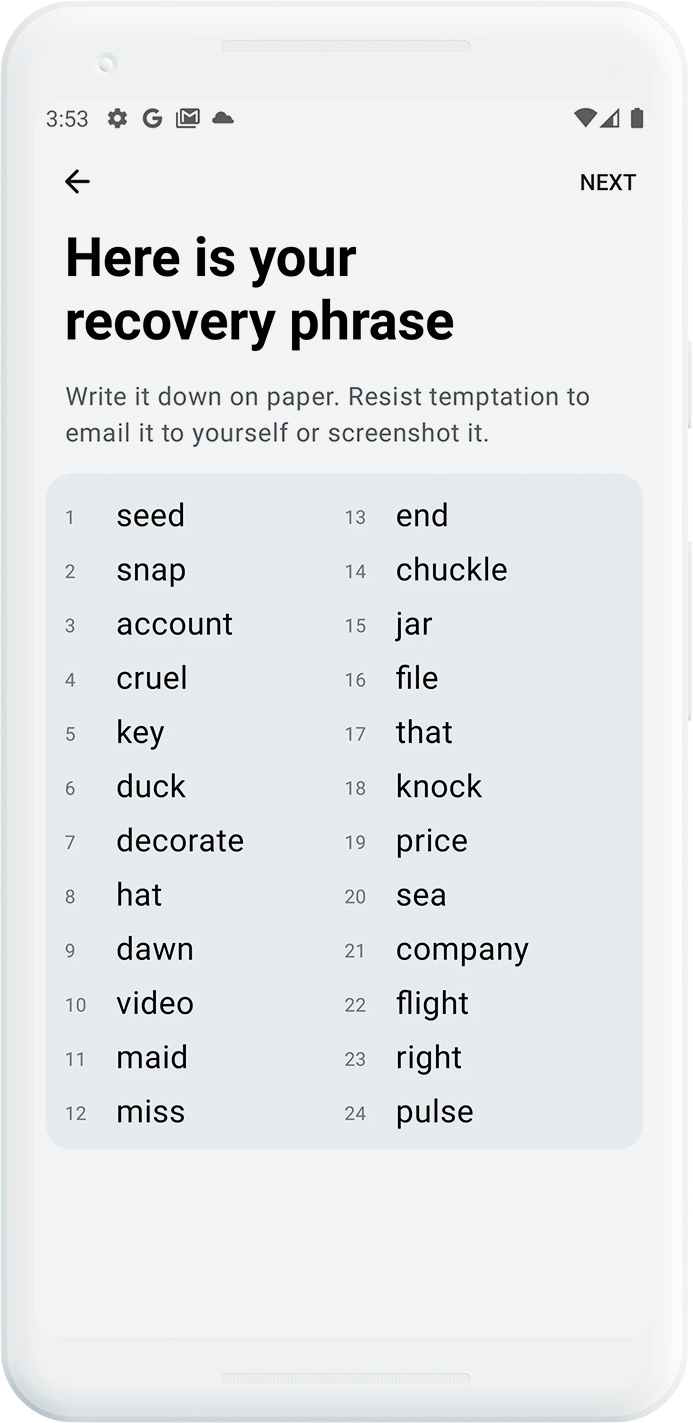 3:53
NEXT
Here is your
recovery phrase
Write it down on paper. Resist temptation to
email it to yourself or screenshot it.
1 seed
2 snap
3 account
4 cruel
5 key
6 duck
7 decorate
8 hat
9 dawn
10 video
11 maid
12 miss
13 end
14 chuckle
15 jar
16 file
17 that
18 knock
19 price
20 sea
21 company
22 flight
23 right
24 pulse